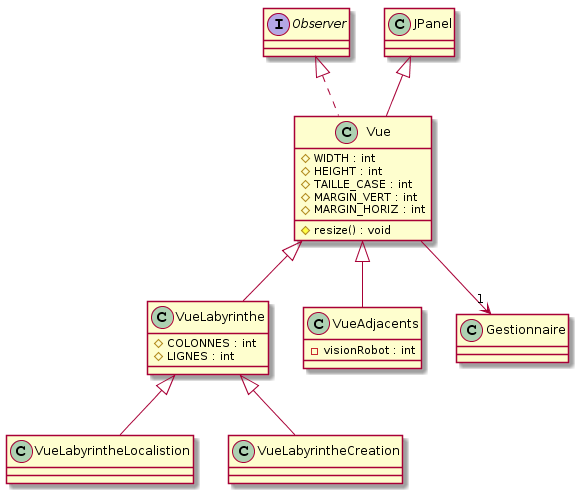 I Observer
C JPanel
C Vue
WIDTH : int
HEIGHT : int
TAILLE_CASE : int
MARGIN_VERT : int
MARGIN_HORIZ : int
resize() : void
1
C VueLabyrinthe
COLONNES : int
LIGNES : int
C VueAdjacents
visionRobot : int
C Gestionnaire
C VueLabyrintheLocalistion
C VueLabyrintheCreation